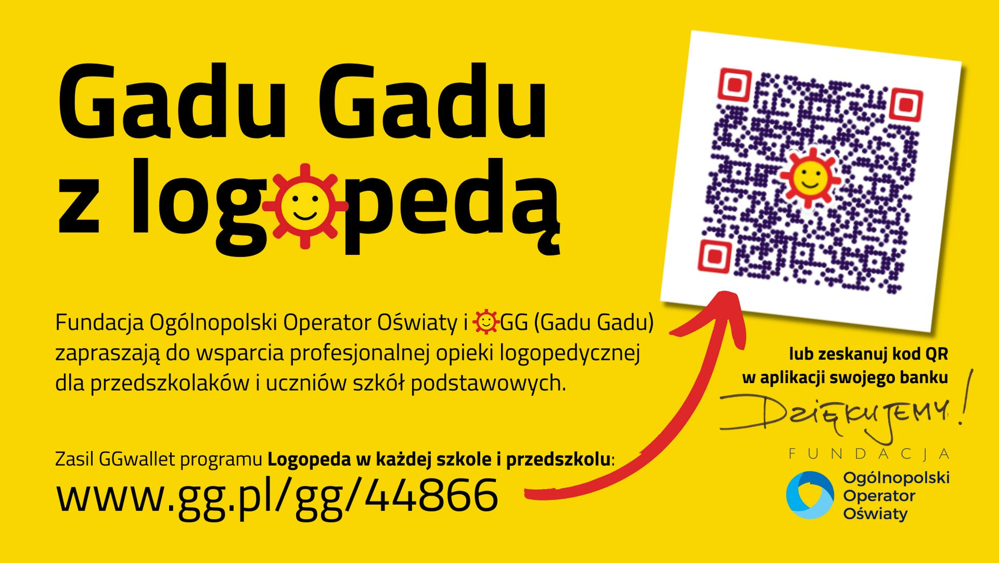 Gadu Gadu
z logopedą
Fundacja Ogólnopolski Operator Oświaty i GG (Gadu Gadu)
zapraszają do wsparcia profesjonalnej opieki logopedycznej
dla przedszkolaków i uczniów szkół podstawowych.
Zasil GGwallet programu Logopeda w każdej szkole i przedszkolu:
www.gg.pl/gg/44866
lub zeskanuj kod QR
w aplikacji swojego banku
Dziękujemy!
FUNDACJA
Ogólnopolski
Operator
Oświaty